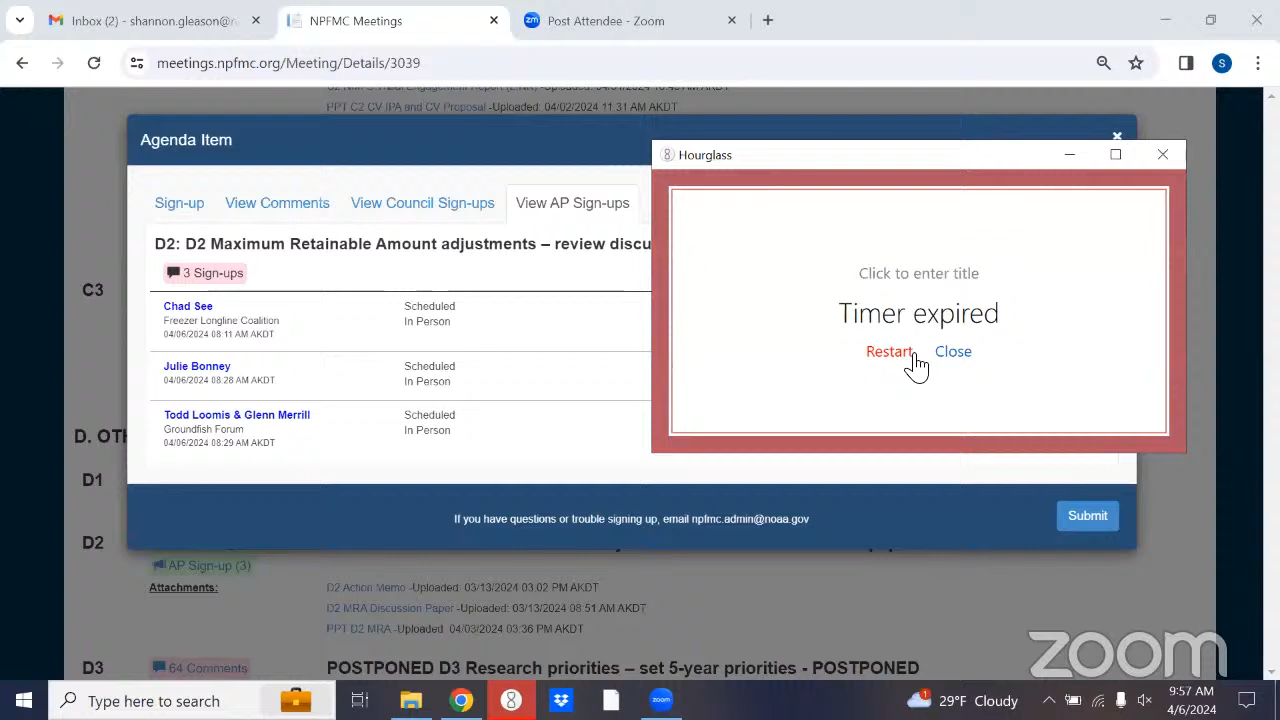 Inbox (2) - shannon.gleason@n
NPFMC Meetings
Post Attendee - Zoom
meetings.npfmc.org/Meeting/Details/3039
PPT C2 CV IPA and CV Proposal -Uploaded: 04/02/2024 11:31 AM AKDT
Agenda Item
Hourglass
Sign-up
View Comments
View Council Sign-ups
View AP Sign-ups
D2: D2 Maximum Retainable Amount adjustments – review discu
3 Sign-ups
Click to enter title
Timer expired
Restart
Close
C3
Chad See
Freezer Longline Coalition
04/06/2024 08:11 AM AKDT
Scheduled
In Person
Julie Bonney
04/06/2024 08:28 AM AKDT
Scheduled
In Person
Todd Loomis & Glenn Merrill
Groundfish Forum
04/06/2024 08:29 AM AKDT
Scheduled
In Person
D. OTH
D1
If you have questions or trouble signing up, email npfmc.admin@noaa.gov
Submit
D2
AP Sign-up (3)
Attachments:
D2 Action Memo -Uploaded: 03/13/2024 03:02 PM AKDT
D2 MRA Discussion Paper -Uploaded: 03/13/2024 08:51 AM AKDT
PPT D2 MRA -Uploaded: 04/03/2024 03:36 PM AKDT
D3
64 Comments
POSTPONED D3 Research priorities – set 5-year priorities - POSTPONED
zoom
Type here to search
zoom
29°F Cloudy
9:57 AM
4/6/2024